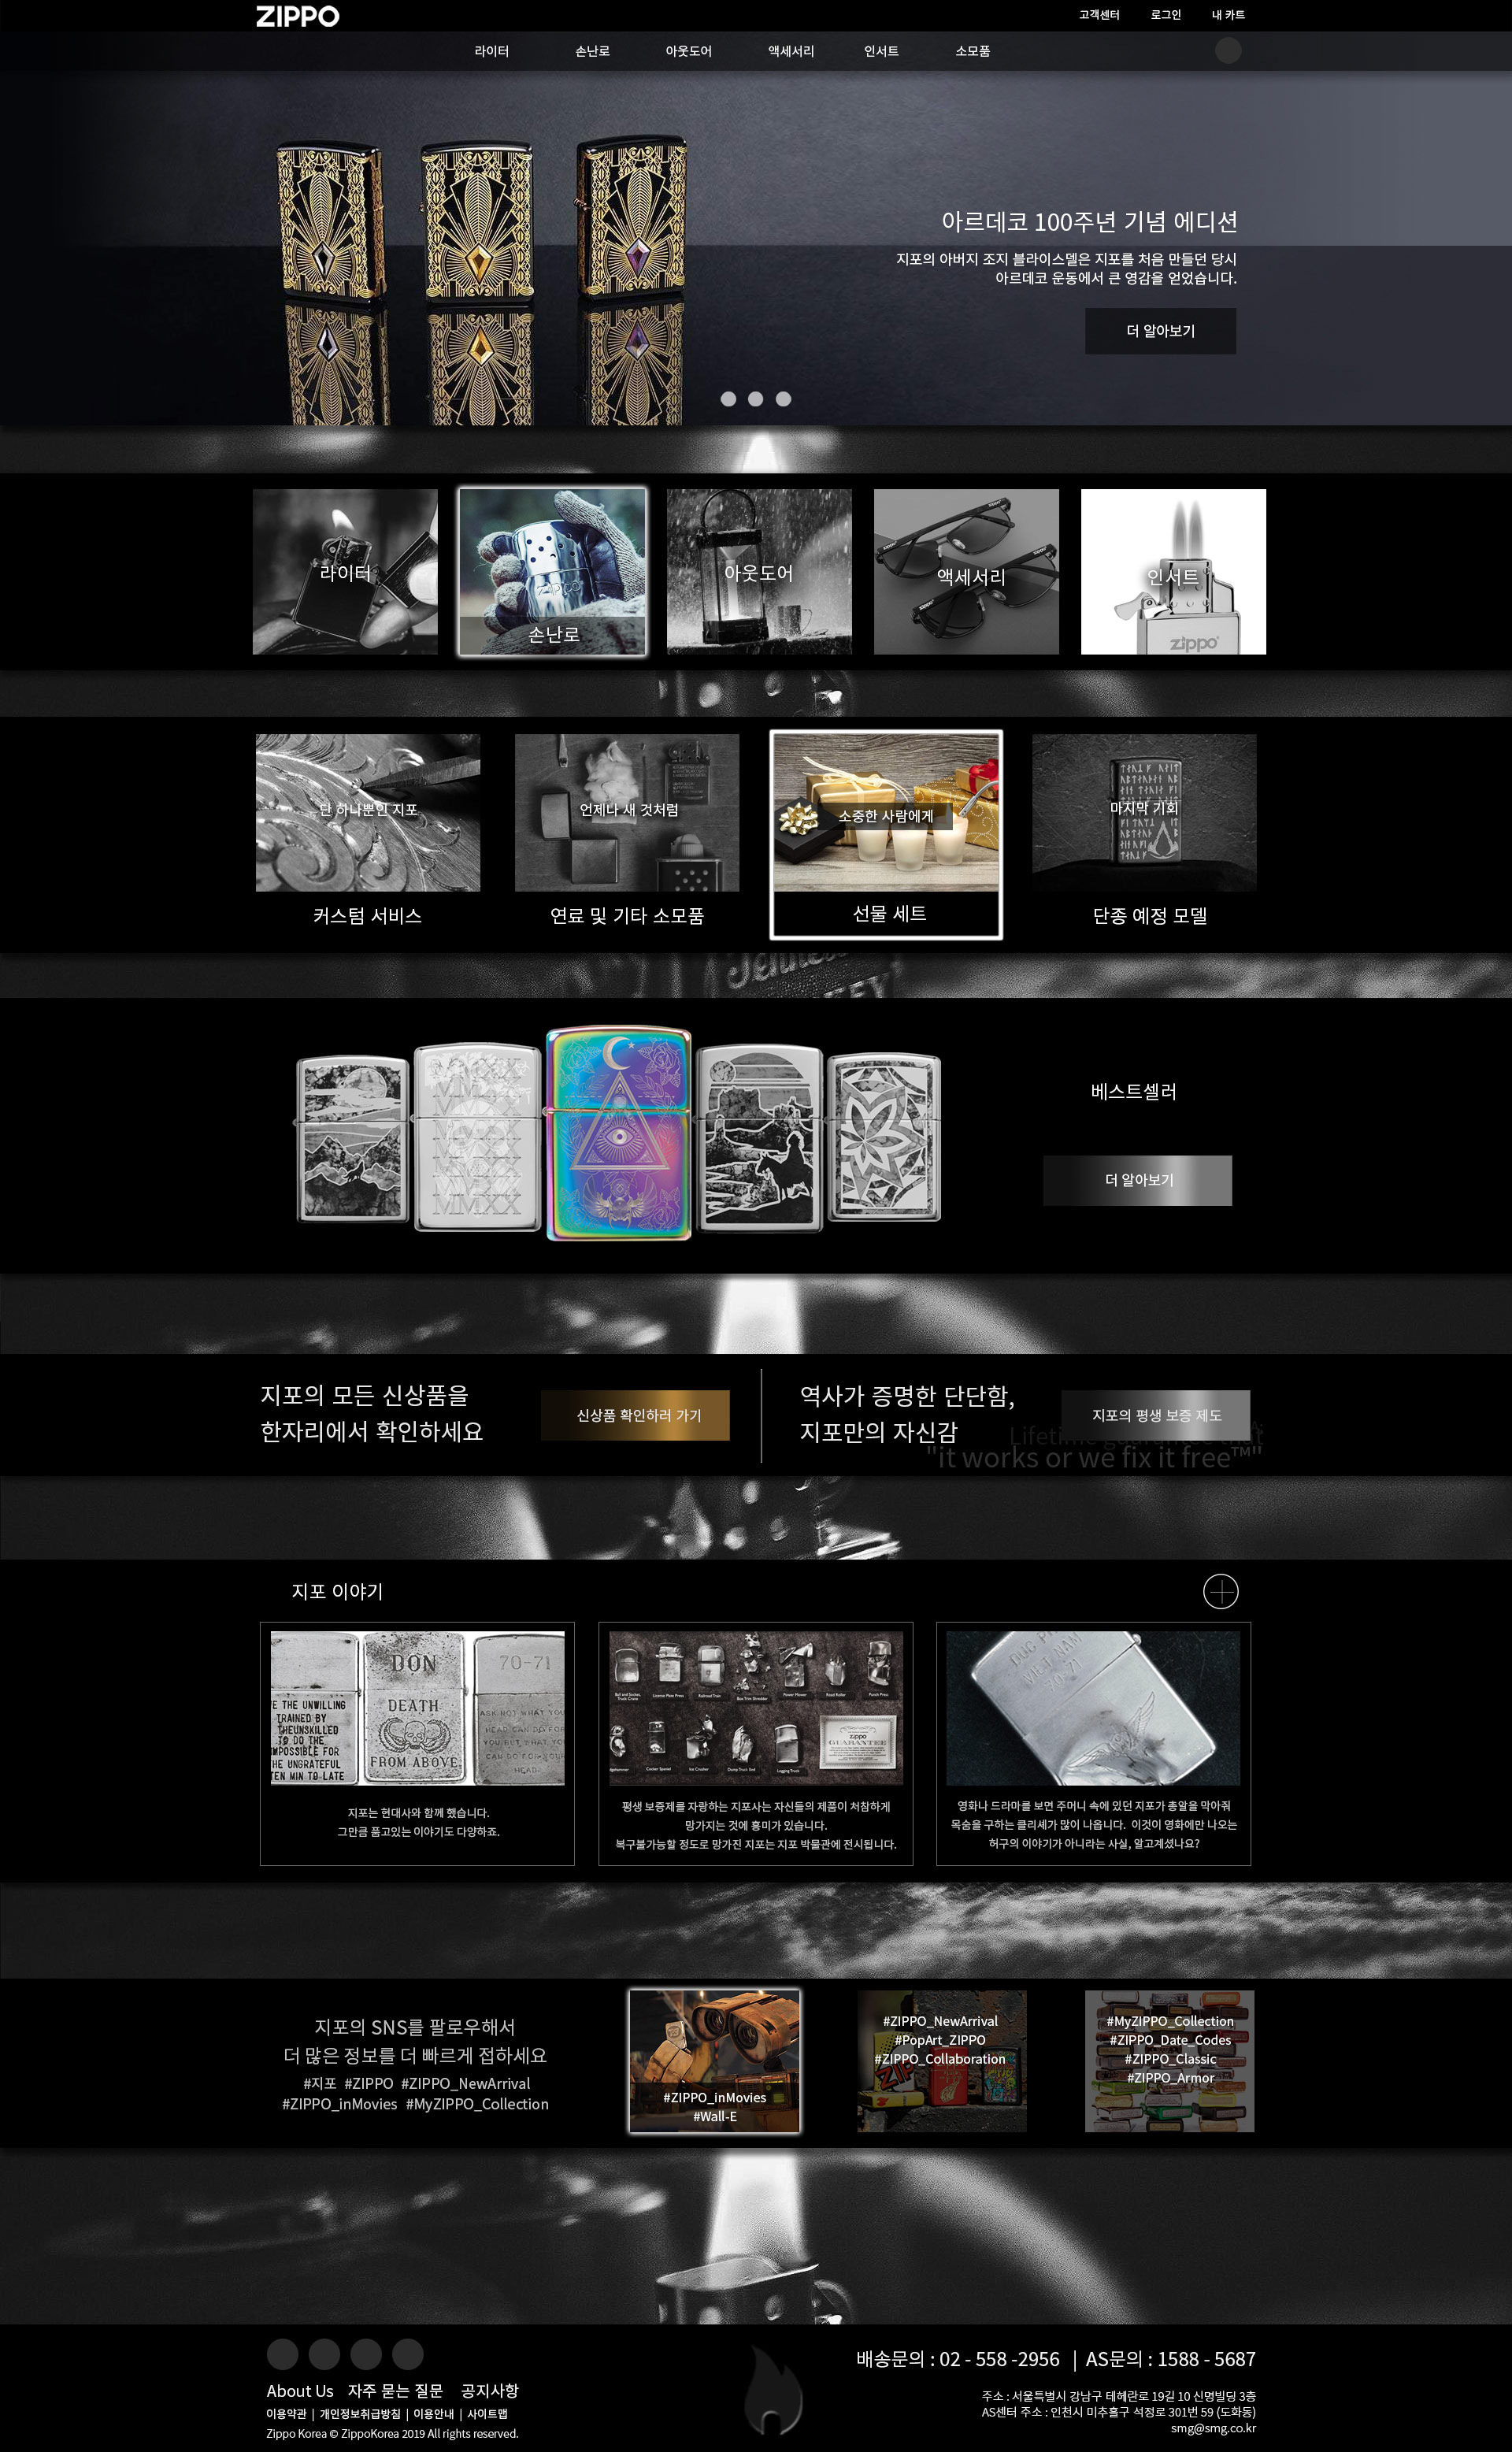 ZIPPO
고객센터 로그인 내 카트
라이터 손난로 아웃도어 액세서리 인서트 소모품
아르데코 100주년 기념 에디션
지포의 아버지 조지 블라이스델은 지포를 처음 만들던 당시
아르데코 운동에서 큰 영감을 얻었습니다.
더 알아보기
라이터
손난로
아웃도어
액세서리
인서트
zippo
단 하나뿐인 지포
언제나 새 것처럼
소중한 사람에게
마지막 기회
커스텀 서비스
연료 및 기타 소모품
선물 세트
단종 예정 모델
베스트셀러
더 알아보기
지포의 모든 신상품을
한자리에서 확인하세요
신상품 확인하러 가기
역사가 증명한 단단함,
지포만의 자신감
지포의 평생 보증 제도
Lifetime guarantee that
"it works or we fix it free™"
지포 이야기
DON
DEATH
FROM ABOVE
70-71
E THE UNWILLING
TRAINED BY
THEUNSKILLED
TO DO THE
MPOSSIBLE FOR
HE UNGRATEFUL
TEN MIN TO LATE
zippo
GUARANTEE
지포는 현대사와 함께 했습니다.
그만큼 품고있는 이야기도 다양하죠.
평생 보증제를 자랑하는 지포사는 자신들의 제품이 처참하게
망가지는 것에 흥미가 있습니다.
복구불가능할 정도로 망가진 지포는 지포 박물관에 전시됩니다.
영화나 드라마를 보면 주머니 속에 있던 지포가 총알을 막아줘
목숨을 구하는 클리셰가 많이 나옵니다. 이것이 영화에만 나오는
허구의 이야기가 아니라는 사실, 알고계셨나요?
지포의 SNS를 팔로우해서
더 많은 정보를 더 빠르게 접하세요
#지포 #ZIPPO #ZIPPO_NewArrival
#ZIPPO_inMovies #MyZIPPO_Collection
#ZIPPO_inMovies
#Wall-E
#ZIPPO_NewArrival
#PopArt_ZIPPO
#ZIPPO_Collaboration
#MyZIPPO_Collection
#ZIPPO_Date_Codes
#ZIPPO_Classic
#ZIPPO_Armor
About Us 자주 묻는 질문 공지사항
이용약관 | 개인정보취급방침 | 이용안내 | 사이트맵
Zippo Korea © ZippoKorea 2019 All rights reserved.
배송문의 : 02 - 558 -2956 | AS문의 : 1588 - 5687
주소 : 서울특별시 강남구 테헤란로 19길 10 신명빌딩 3층
AS센터 주소 : 인천시 미추홀구 석정로 301번 59 (도화동)
smg@smg.co.kr